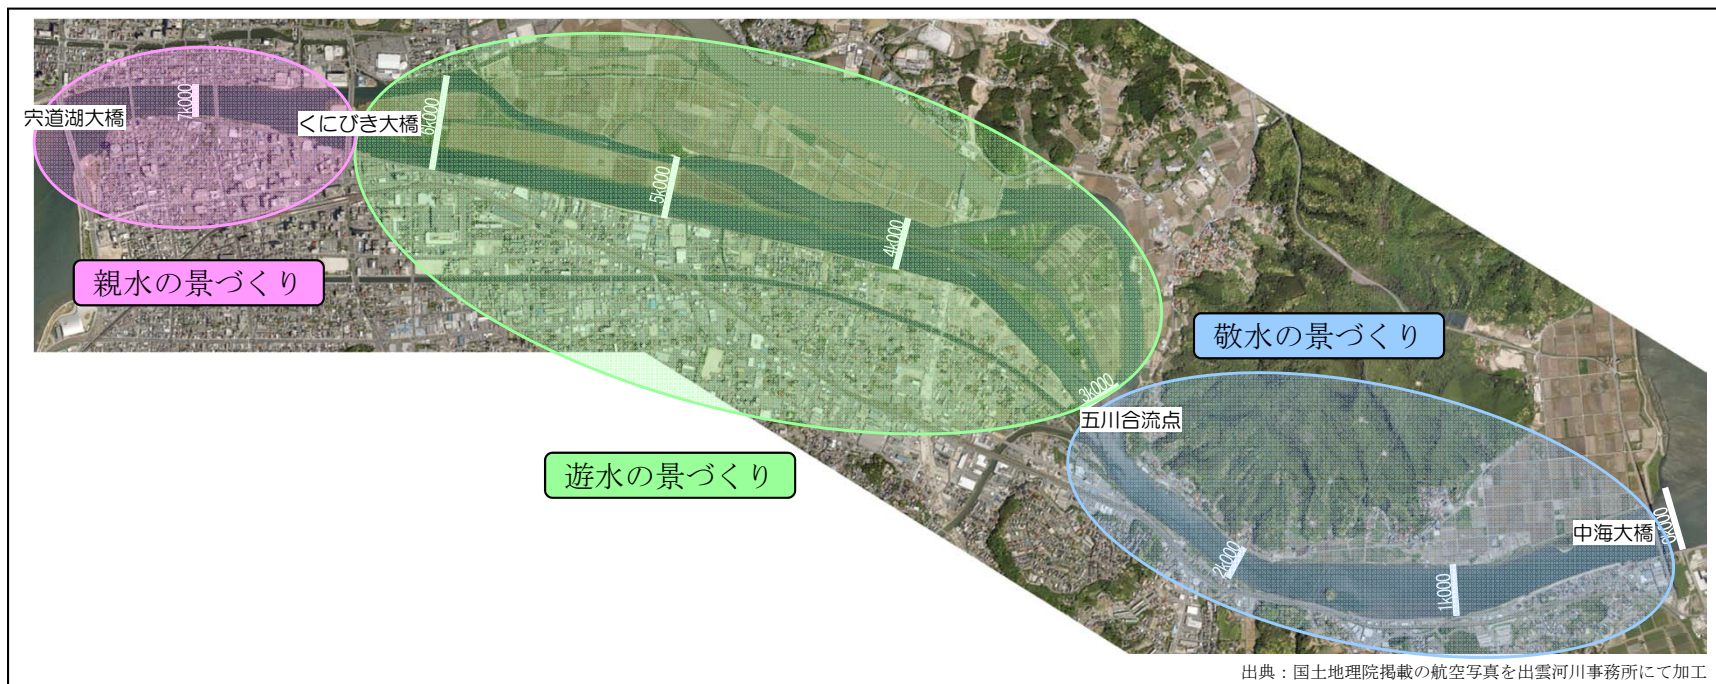 宍道湖大橋
7k000
くにびき大橋
6k000
5k000
4k000
3k000
親水の景づくり
敬水の景づくり
五川合流点
遊水の景づくり
2k000
1k000
中海大橋
0k000
出典：国土地理院掲載の航空写真を出雲河川事務所にて加工